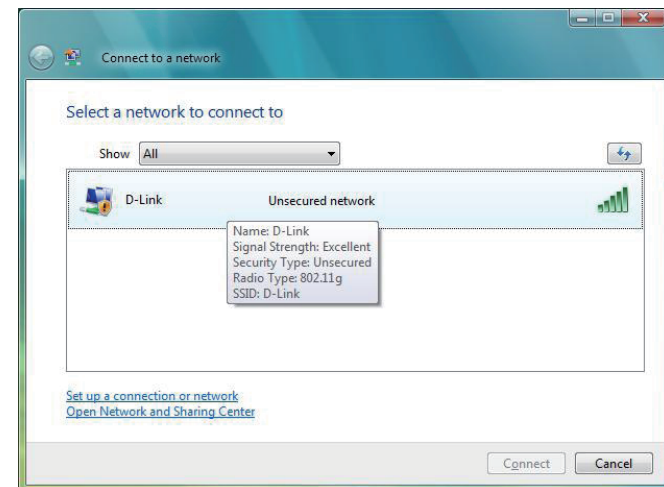 Connect to a network
Select a network to connect to
Show All
D-Link Unsecured network
Name: D-Link
Signal Strength: Excellent
Security Type: Unsecured
Radio Type: 802.11g
SSID: D-Link
Set up a connection or network
Open Network and Sharing Center
Connect Cancel